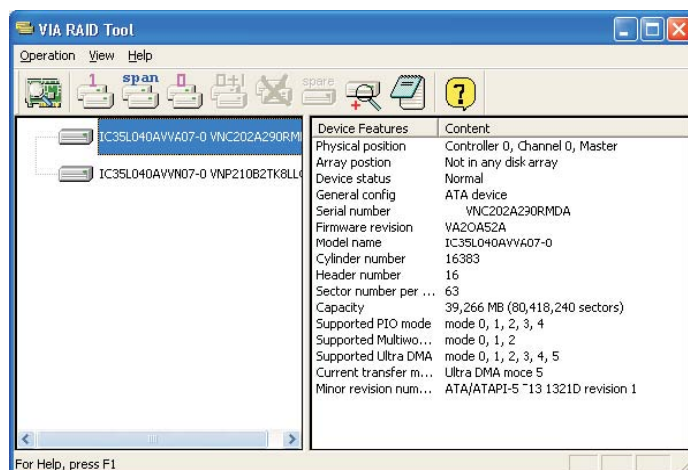 VIA RAID Tool
Operation View Help
1 span 0 0+1 spare ?
IC35L040AVVA07-0 VNC202A290RM
IC35L040AVVN07-0 VNP210B2TK8LL
Device Features Content
Physical position Controller 0, Channel 0, Master
Array postion Not in any disk array
Device status Normal
General config ATA device
Serial number VNC202A290RMDA
Firmware revision VA2OA52A
Model name IC35L040AVVA07-0
Cylinder number 16383
Header number 16
Sector number per ... 63
Capacity 39,266 MB (80,418,240 sectors)
Supported PIO mode mode 0, 1, 2, 3, 4
Supported Multiwo... mode 0, 1, 2
Supported Ultra DMA mode 0, 1, 2, 3, 4, 5
Current transfer m... Ultra DMA moce 5
Minor revision num... ATA/ATAPI-5 T13 1321D revision 1
For Help, press F1